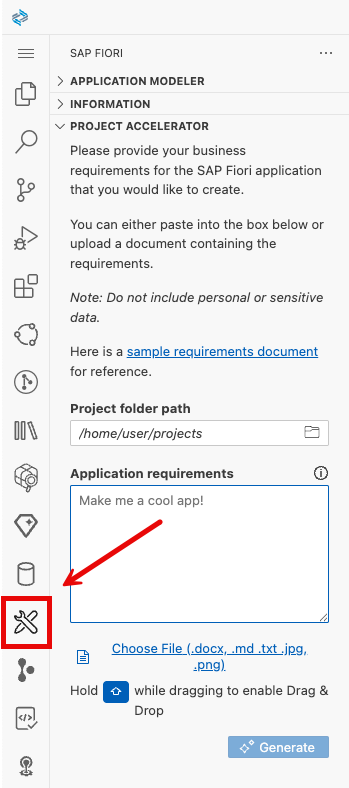 SAP FIORI
APPLICATION MODELER
INFORMATION
PROJECT ACCELERATOR
Please provide your business
requirements for the SAP Fiori application
that you would like to create.
You can either paste into the box below or
upload a document containing the
requirements.
Note: Do not include personal or sensitive
data.
Here is a sample requirements document
for reference.
Project folder path
/home/user/projects
Application requirements
Make me a cool app!
Choose File (.docx, .md .txt .jpg,
.png)
Hold while dragging to enable Drag &
Drop
Generate